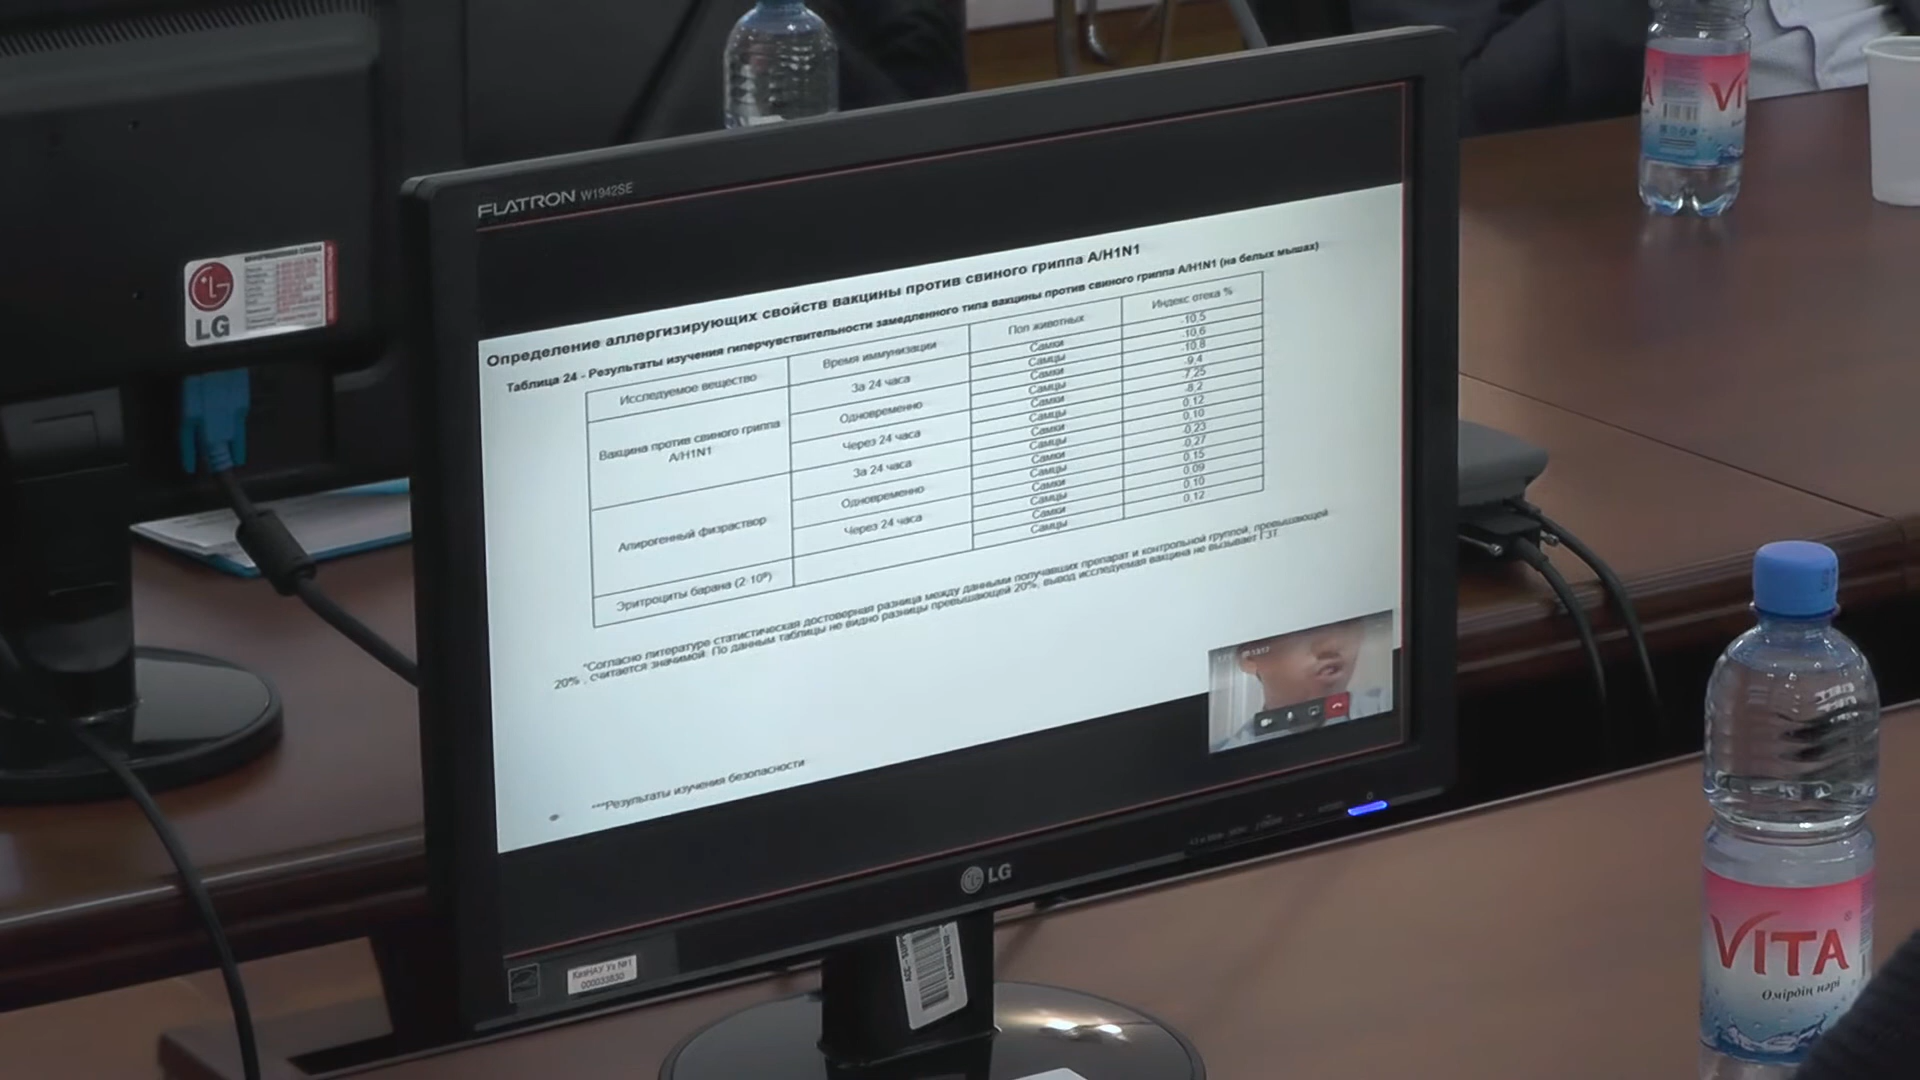 FLATRON W1942SE
LG
Определение аллергизирующих свойств вакцины против свиного гриппа A/H1N1
Таблица 24 - Результаты изучения гиперчувствительности замедленного типа вакцины против свиного гриппа A/H1N1 (на белых мышах)
Исследуемое вещество
Время иммунизации
Пол животных
Индекс отека %
Вакцина против свиного гриппа
A/H1N1
За 24 часа
Одновременно
Через 24 часа
Апирогенный физраствор
За 24 часа
Одновременно
Через 24 часа
Эритроциты барана
Самки
Самцы
Самки
Самцы
Самки
Самцы
Самки
Самцы
Самки
Самцы
Самки
Самцы
Самки
Самцы
-10,5
-10,6
-10,8
-9,4
-7,25
-8,2
0,12
0,10
-0,23
-0,27
0,15
0,09
0,10
0,12
*Согласно литературе статистическая достоверная разница между данными получавших препарат и контрольной группой, превышающей
20% , считается значимой. По данным таблицы не видно разницы превышающей 20%, вывод исследуемая вакцина не вызывает ГЗТ
***Результаты изучения безопасности
LG
КазНАУ Уз №1
000033830
VITA
Өмірдің нәрі
VI